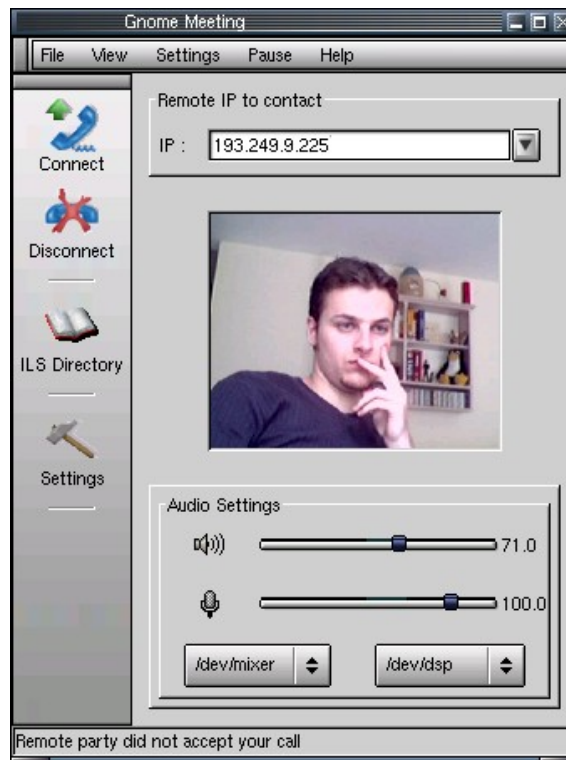 Gnome Meeting
File View Settings Pause Help
Remote IP to contact
IP : 193.249.9.225
Connect
Disconnect
ILS Directory
Settings
Audio Settings
71.0
100.0
/dev/mixer /dev/dsp
Remote party did not accept your call